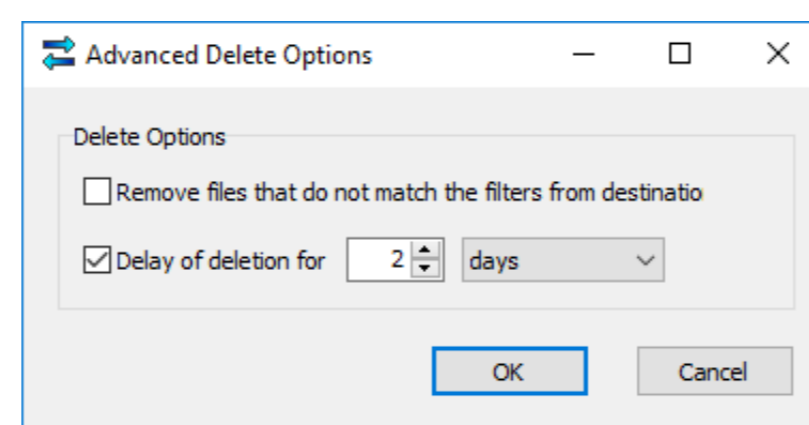 Advanced Delete Options
Delete Options
Remove files that do not match the filters from destinatio
Delay of deletion for 2 days
OK Cancel